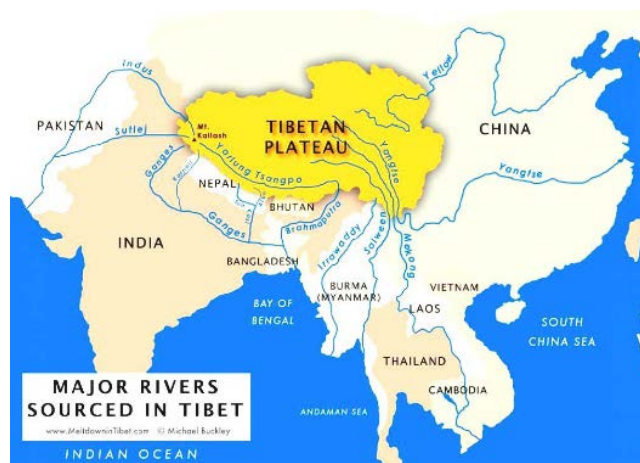 Indus
Yellow
Mt.
Kailash
TIBETAN
PLATEAU
CHINA
PAKISTAN
Sutlej
Yangtse
Ganges
Yarlung Tsangpo
Yangtse
NEPAL
BHUTAN
Ganges
Brahmaputra
INDIA
Irrawaddy
Salween
Mekong
BANGLADESH
BURMA
(MYANMAR)
VIETNAM
BAY OF
BENGAL
LAOS
SOUTH
CHINA SEA
THAILAND
CAMBODIA
MAJOR RIVERS
SOURCED IN TIBET
www.MeltdowninTibet.com © Michael Buckley
ANDAMAN SEA
INDIAN OCEAN